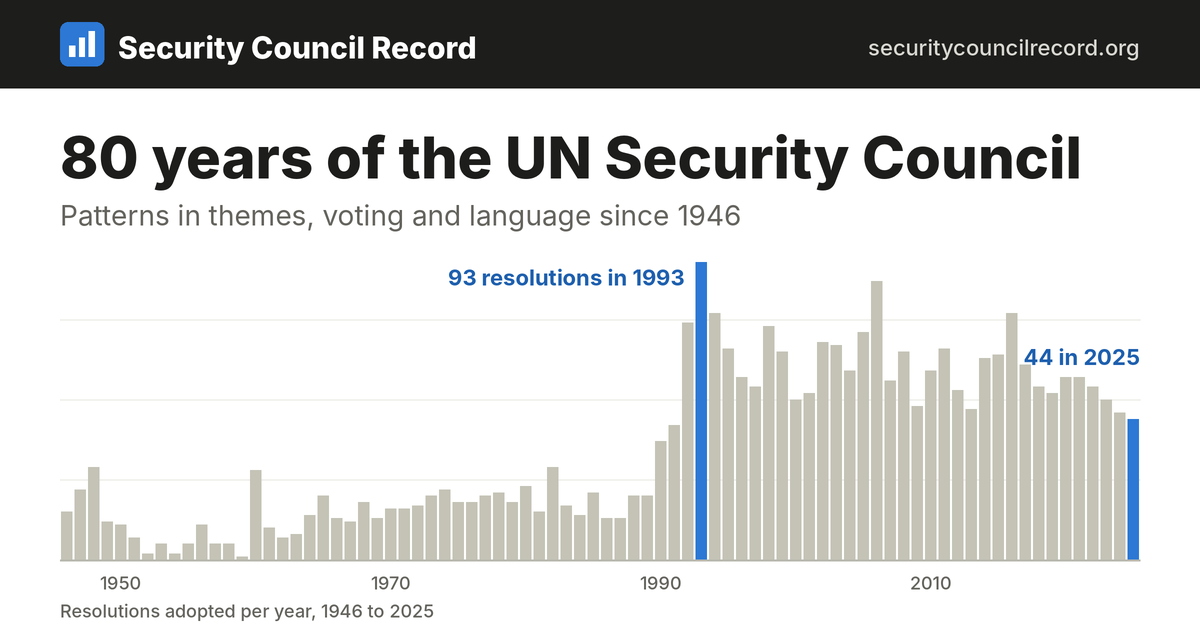 Security Council Record
securitycouncilrecord.org
80 years of the UN Security Council
Patterns in themes, voting and language since 1946
93 resolutions in 1993
44 in 2025
1950
1970
1990
2010
Resolutions adopted per year, 1946 to 2025